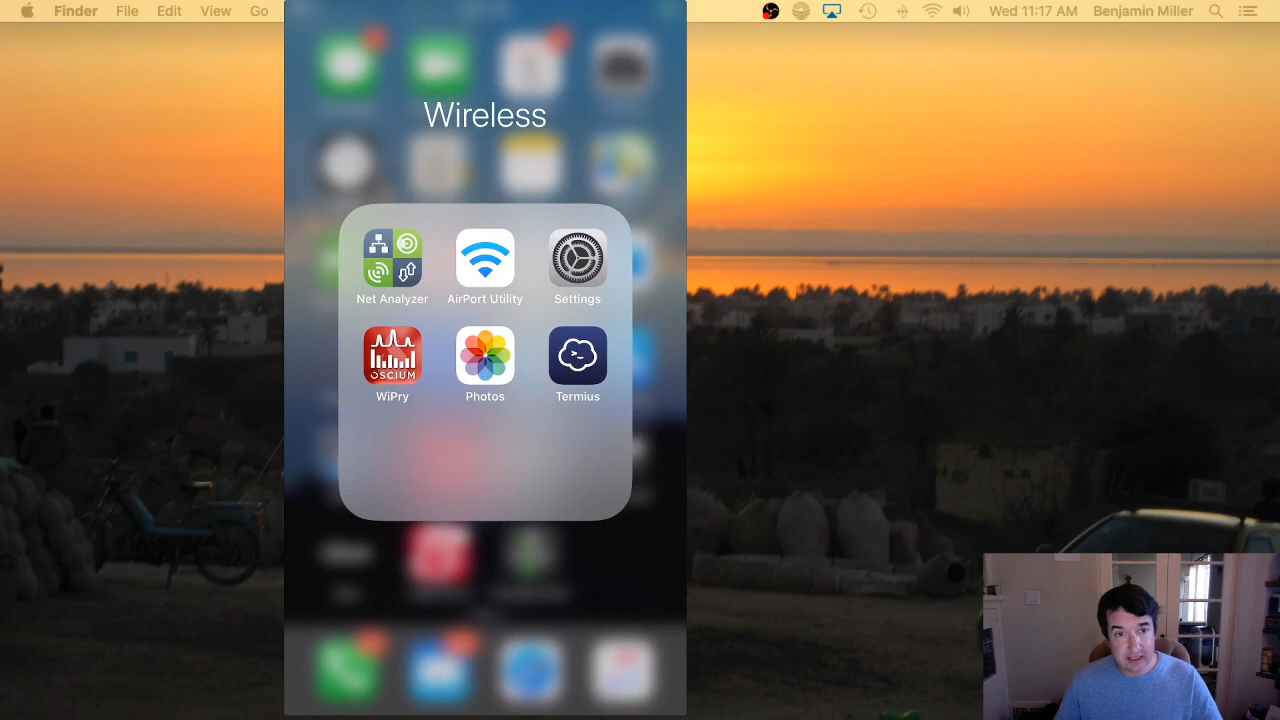 Finder File Edit View Go
Wed 11:17 AM Benjamin Miller
Wireless
Net Analyzer AirPort Utility Settings
OSCIUM
WiPry Photos Termius